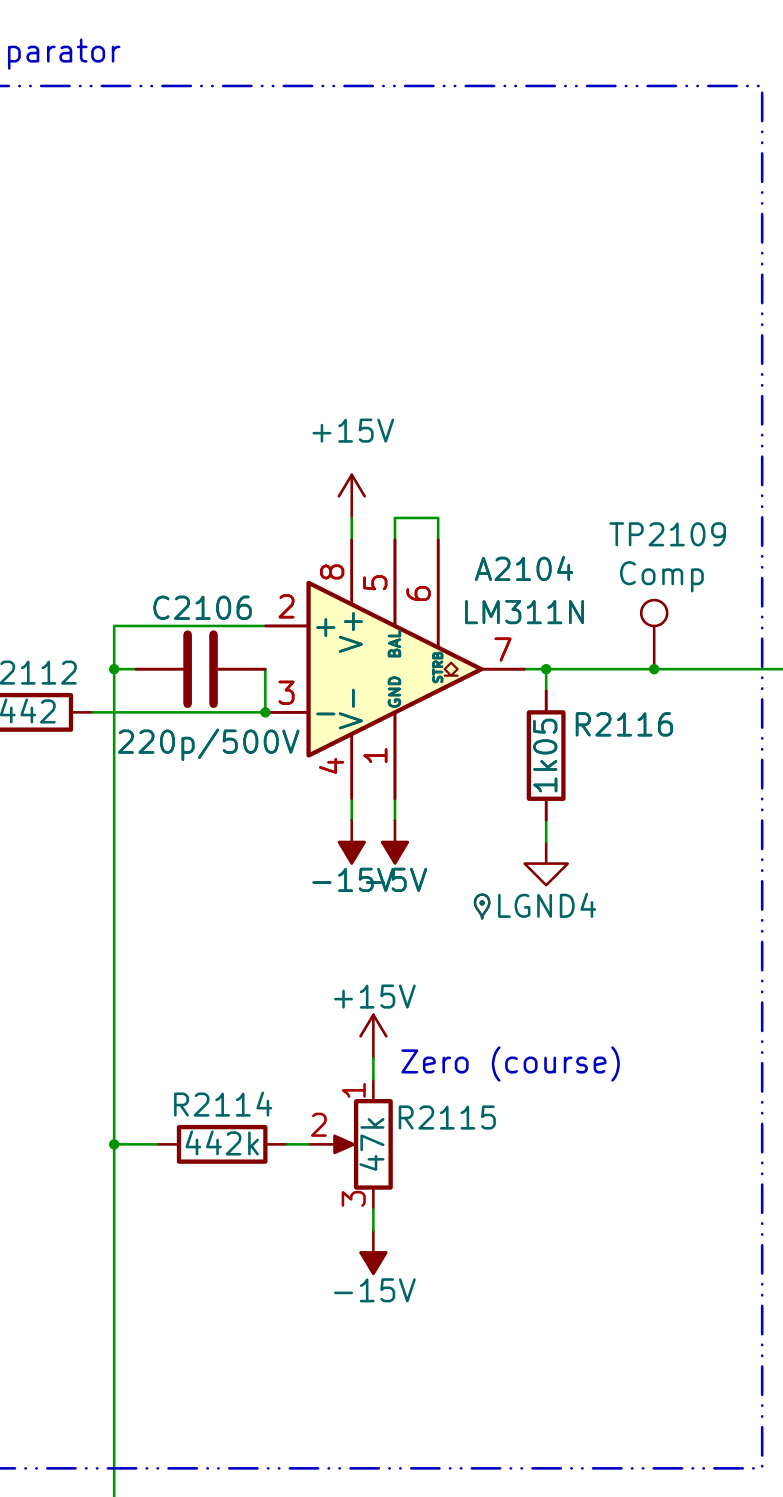 parator
+15V
8
5
6
TP2109
Comp
A2104
LM311N
C2106
2
+
V+
BAL
STRB
7
2112
442
3
−
V−
GND
220p/500V
4
1
R2116
1k05
-15V
-5V
LGND4
+15V
Zero (course)
1
R2114
442k
2
R2115
47k
3
-15V